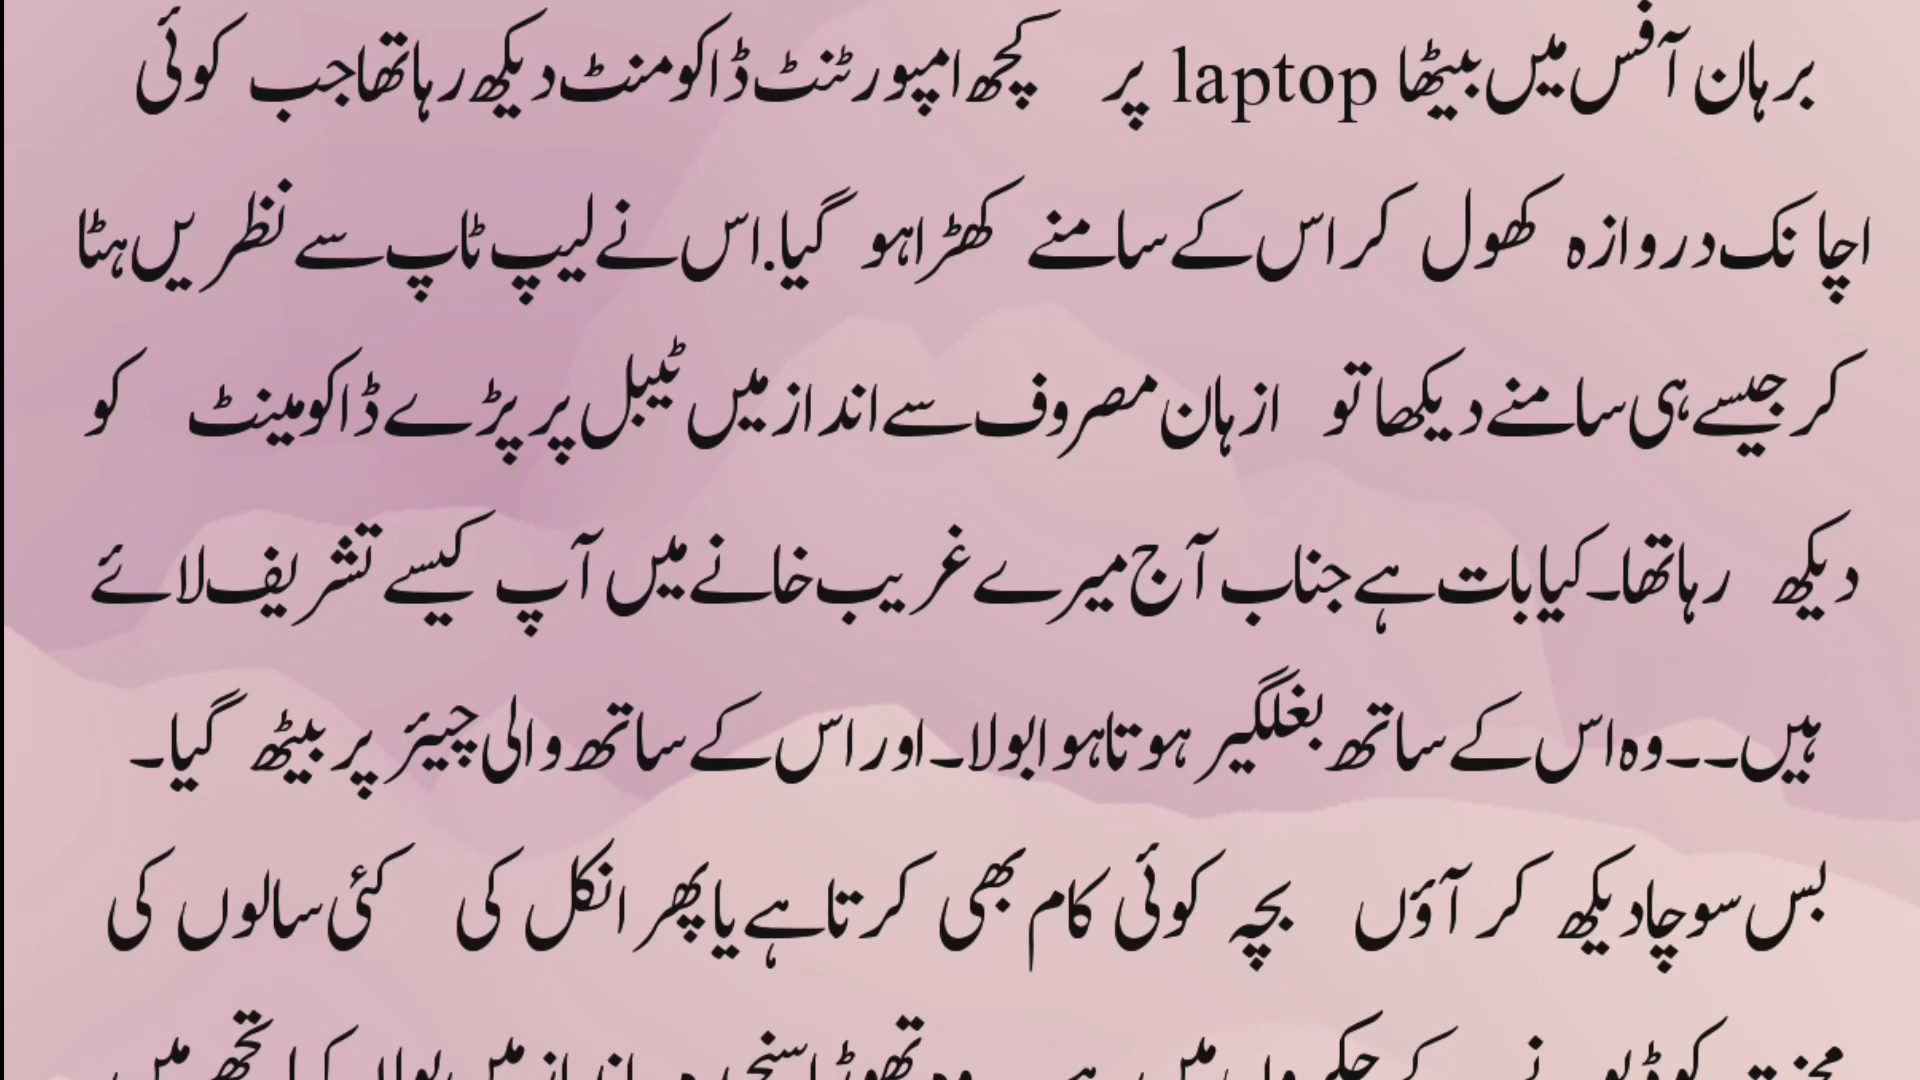 برہان آفس میں بیٹھا laptop پر کچھ امپورٹنٹ ڈاکومنٹ دیکھ رہا تھا جب کوئی
اچانک دروازہ کھول کر اس کے سامنے کھڑا ہو گیا.اس نے لیپ ٹاپ سے نظریں ہٹا
کر جیسے ہی سامنے دیکھا تو ازہان مصروف سے انداز میں ٹیبل پر پڑے ڈاکومینٹ کو
دیکھ رہا تھا۔کیا بات ہے جناب آج میرے غریب خانے میں آپ کیسے تشریف لائے
ہیں۔۔۔وہ اس کے ساتھ بغلگیر ہوتا ہوا بولا۔اور اس کے ساتھ والی چیئر پر بیٹھ گیا۔
بس سوچا دیکھ کر آؤں بچہ کوئی کام بھی کرتا ہے یا پھر انکل کی کئی سالوں کی